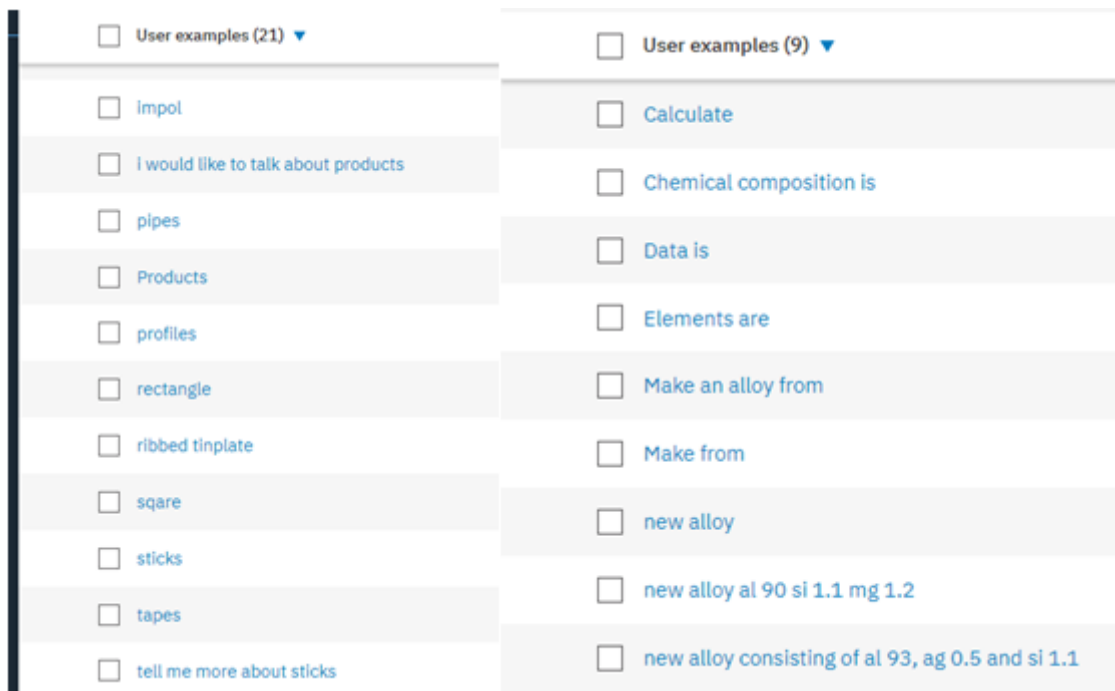 User examples (21)
impol
i would like to talk about products
pipes
Products
profiles
rectangle
ribbed tinplate
sqare
sticks
tapes
tell me more about sticks
User examples (9)
Calculate
Chemical composition is
Data is
Elements are
Make an alloy from
Make from
new alloy
new alloy al 90 si 1.1 mg 1.2
new alloy consisting of al 93, ag 0.5 and si 1.1